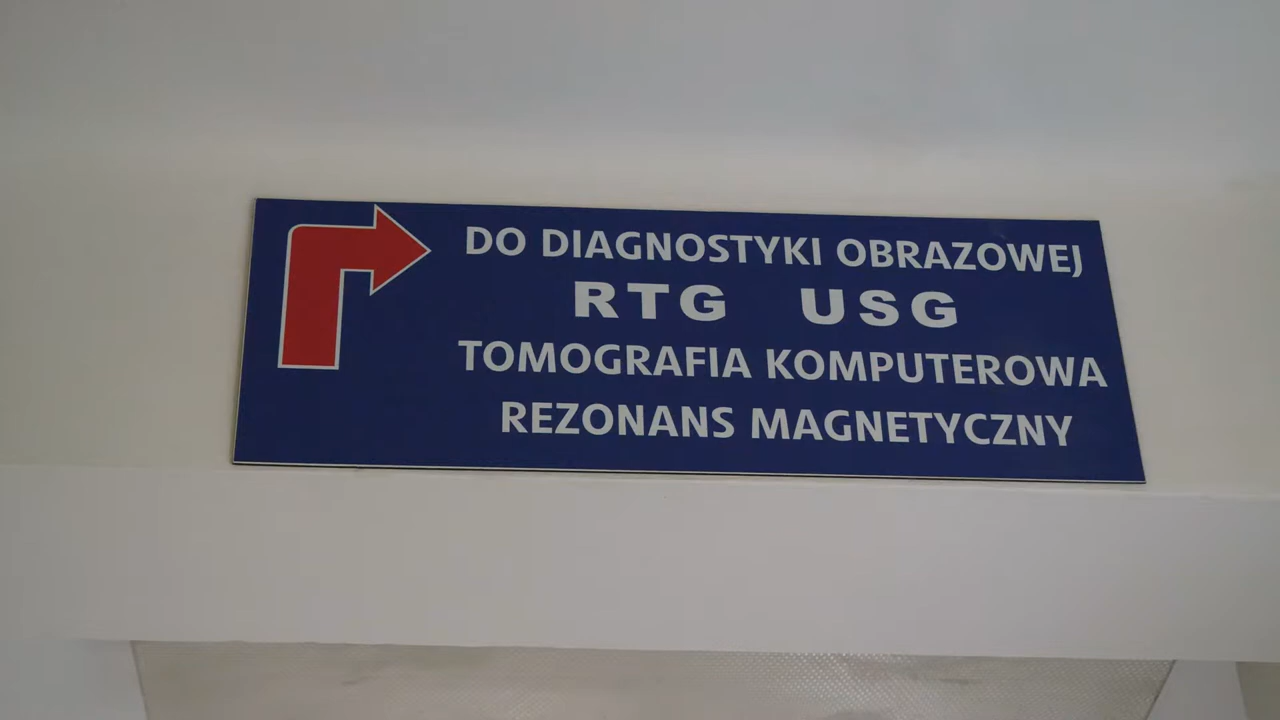 DO DIAGNOSTYKI OBRAZOWEJ
RTG USG
TOMOGRAFIA KOMPUTEROWA
REZONANS MAGNETYCZNY